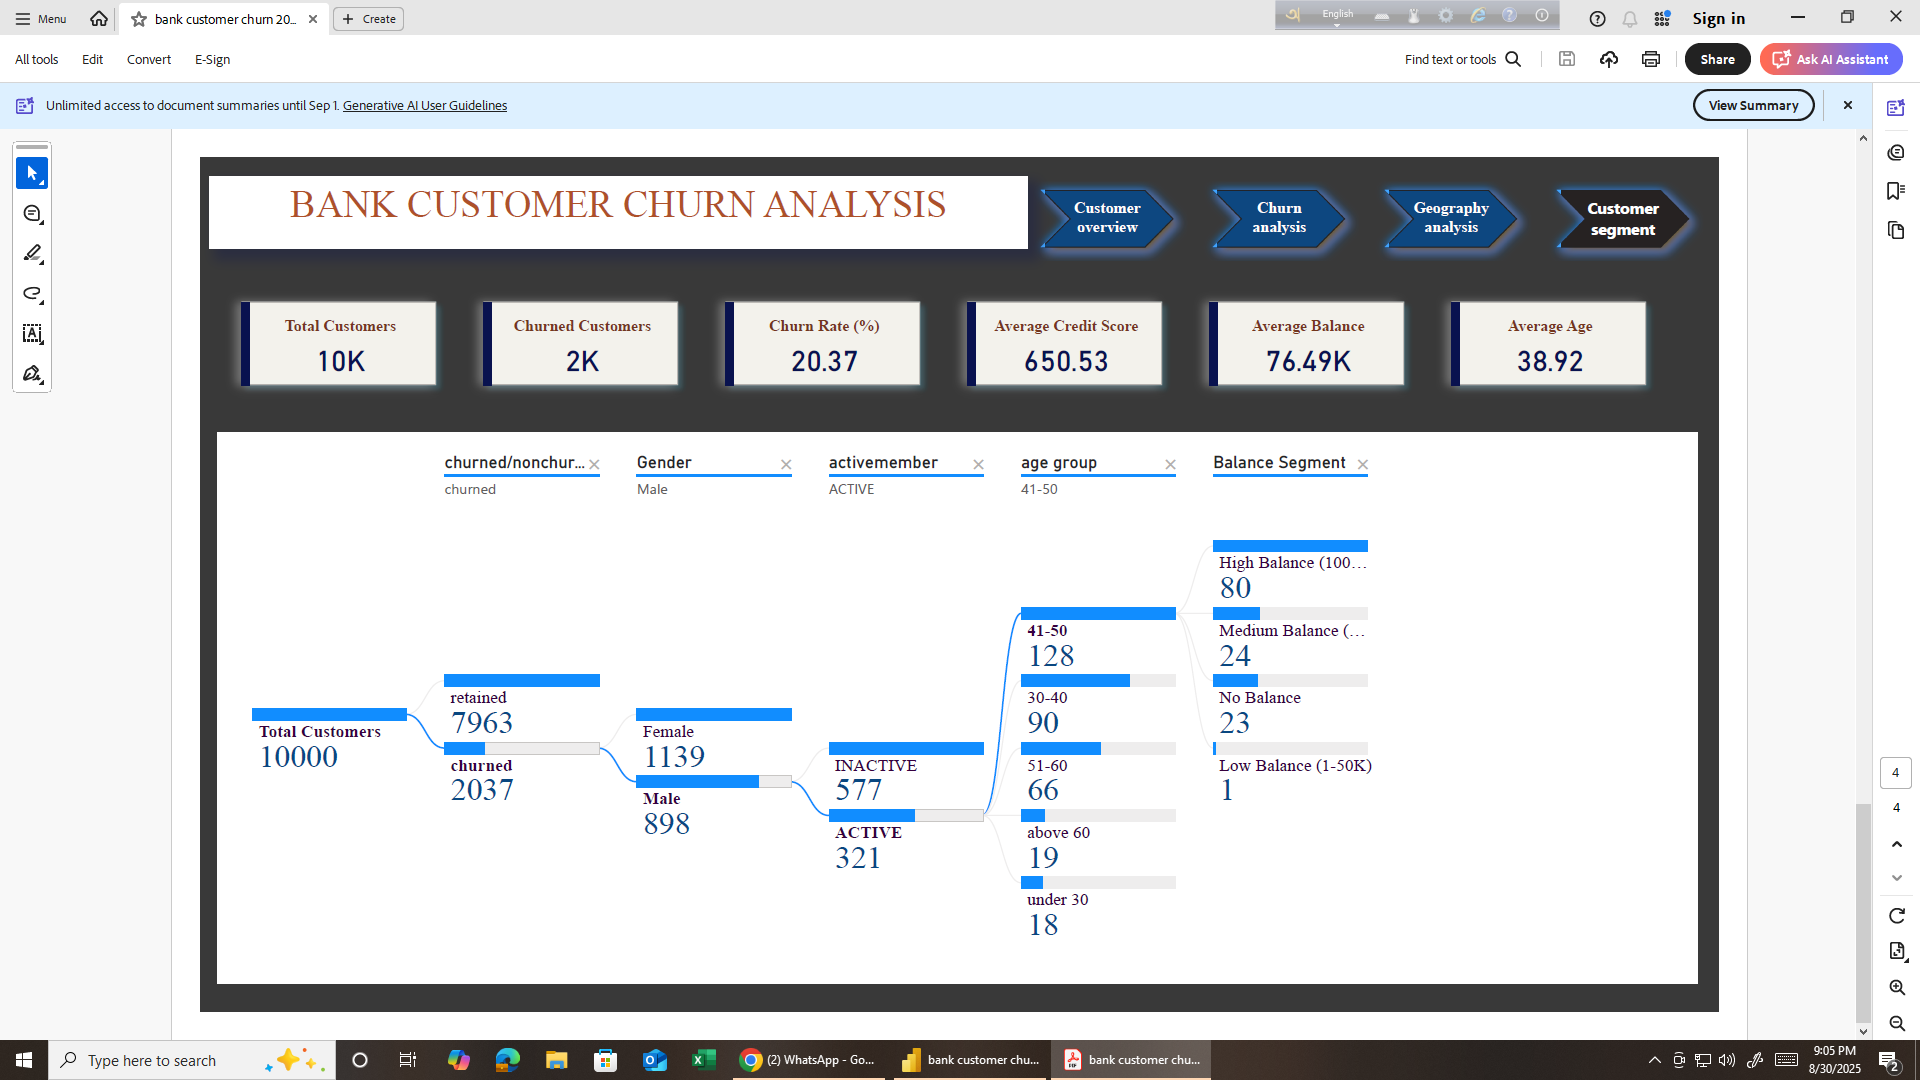 Menu
bank customer churn 20...
Create
English
Sign in
All tools
Edit
Convert
E-Sign
Find text or tools
Share
Ask AI Assistant
Unlimited access to document summaries until Sep 1. Generative AI User Guidelines
View Summary
BANK CUSTOMER CHURN ANALYSIS
Customer
overview
Churn
analysis
Geography
analysis
Customer
segment
Total Customers
10K
Churned Customers
2K
Churn Rate (%)
20.37
Average Credit Score
650.53
Average Balance
76.49K
Average Age
38.92
churned/nonchur...
churned
Gender
Male
activemember
ACTIVE
age group
41-50
Balance Segment
Total Customers
10000
retained
7963
churned
2037
Female
1139
Male
898
INACTIVE
577
ACTIVE
321
41-50
128
30-40
90
51-60
66
above 60
19
under 30
18
High Balance (100...
80
Medium Balance (...
24
No Balance
23
Low Balance (1-50K)
1
4
4
Type here to search
(2) WhatsApp - Go...
bank customer chu...
bank customer chu...
9:05 PM
8/30/2025
2